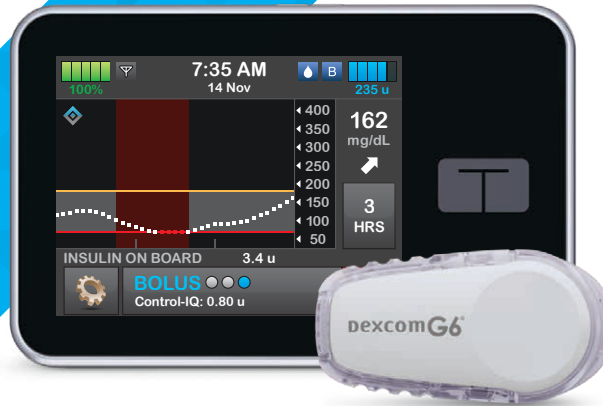 7:35 AM
14 Nov
100%
B
235 u
400
350
300
250
200
150
100
50
162
mg/dL
3
HRS
INSULIN ON BOARD 3.4 u
BOLUS
Control-IQ: 0.80 u
Dexcom G6